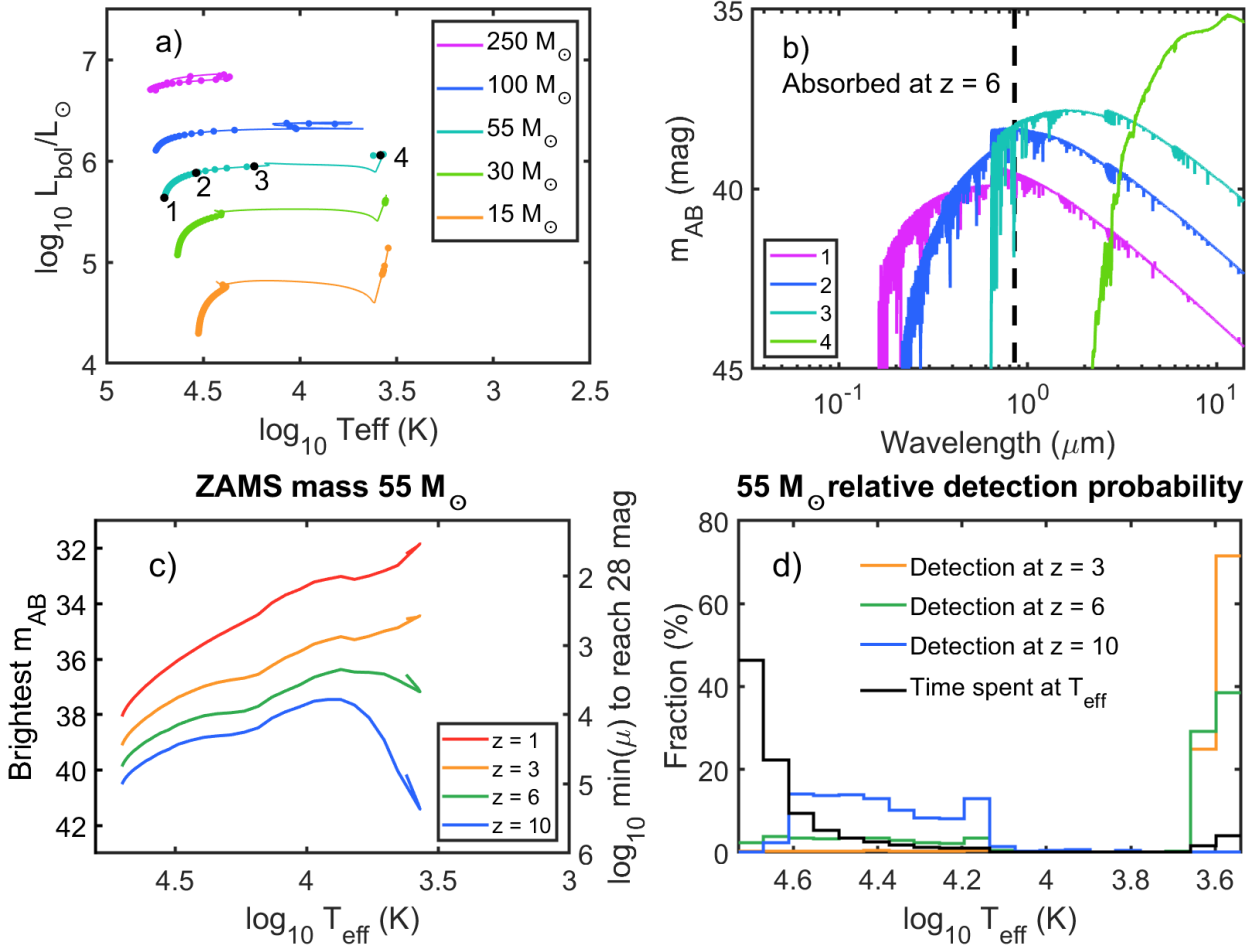 a)
7
6
5
4
5
4.5
4
3.5
3
2.5
log10 Lbol/L⊙
log10 Teff (K)
250 M⊙
100 M⊙
55 M⊙
30 M⊙
15 M⊙
1
2
3
4
b)
Absorbed at z = 6
35
40
45
mAB (mag)
10^-1
10^0
10^1
Wavelength (μm)
1
2
3
4
ZAMS mass 55 M⊙
c)
32
34
36
38
40
42
Brightest mAB
2
3
4
5
6
log10 min(μ) to reach 28 mag
4.5
4
3.5
3
log10 Teff (K)
z = 1
z = 3
z = 6
z = 10
55 M⊙ relative detection probability
d)
80
60
40
20
0
Fraction (%)
Detection at z = 3
Detection at z = 6
Detection at z = 10
Time spent at Teff
4.6
4.4
4.2
4
3.8
3.6
log10 Teff (K)